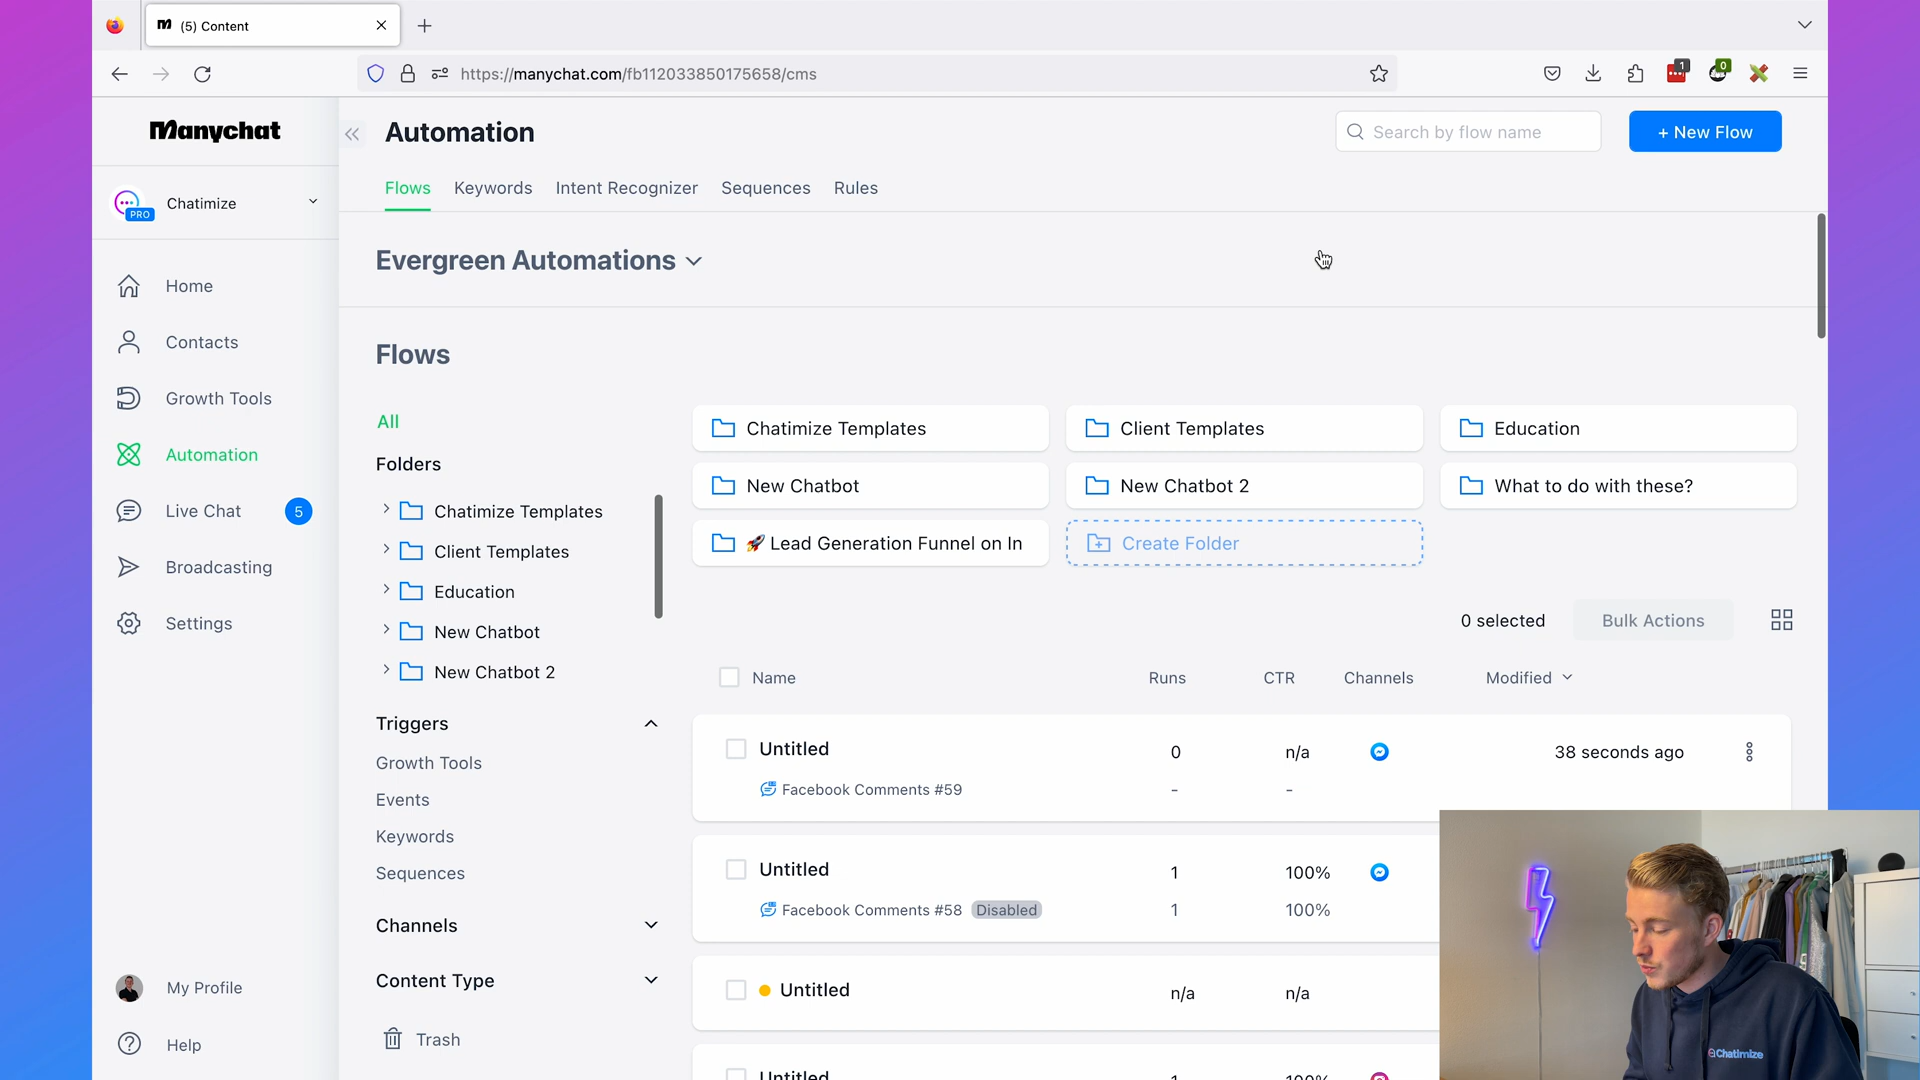 (5) Content
https://manychat.com/fb112033850175658/cms
1
0
Manychat
Automation
Search by flow name
+ New Flow
Flows
Keywords
Intent Recognizer
Sequences
Rules
PRO
Chatimize
Evergreen Automations
Home
Contacts
Growth Tools
Automation
Live Chat
5
Broadcasting
Settings
My Profile
Help
Flows
All
Folders
Chatimize Templates
Client Templates
Education
New Chatbot
New Chatbot 2
Triggers
Growth Tools
Events
Keywords
Sequences
Channels
Content Type
Trash
Chatimize Templates
Client Templates
Education
New Chatbot
New Chatbot 2
What to do with these?
🚀 Lead Generation Funnel on In
Create Folder
0 selected
Bulk Actions
Name
Runs
CTR
Channels
Modified
Untitled
0
n/a
38 seconds ago
Facebook Comments #59
-
-
Untitled
1
100%
Facebook Comments #58
Disabled
1
100%
Untitled
n/a
n/a
Untitled
1
100%
Chatimize